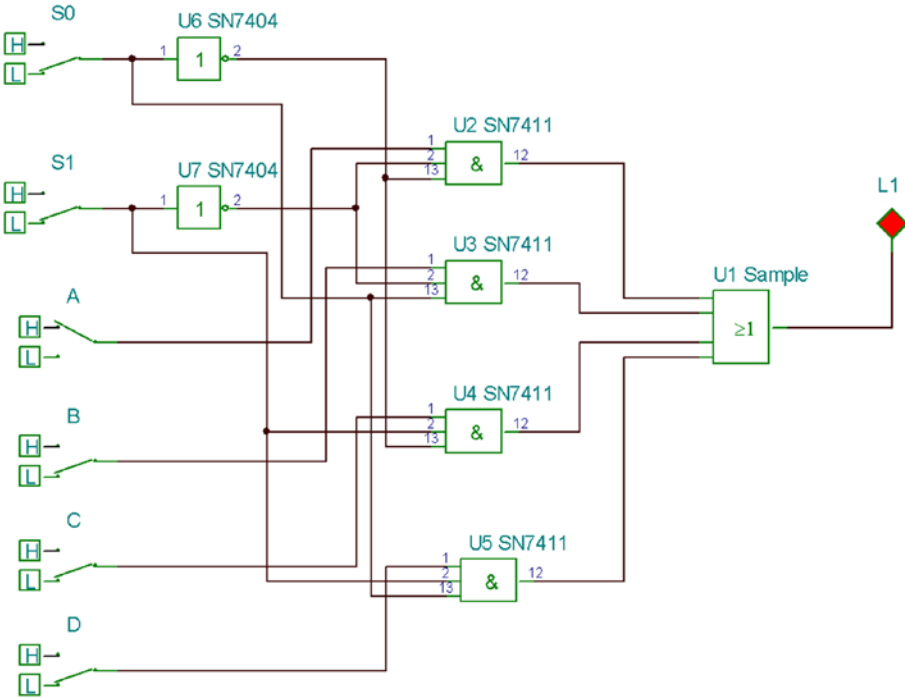 S0
H
L
U6 SN7404
1
1
2
S1
H
L
U7 SN7404
1
1
2
U2 SN7411
1
2
13
&
12
L1
U3 SN7411
1
2
13
&
12
U1 Sample
≥1
A
H
L
B
H
L
U4 SN7411
1
2
13
&
12
C
H
L
U5 SN7411
1
2
13
&
12
D
H
L